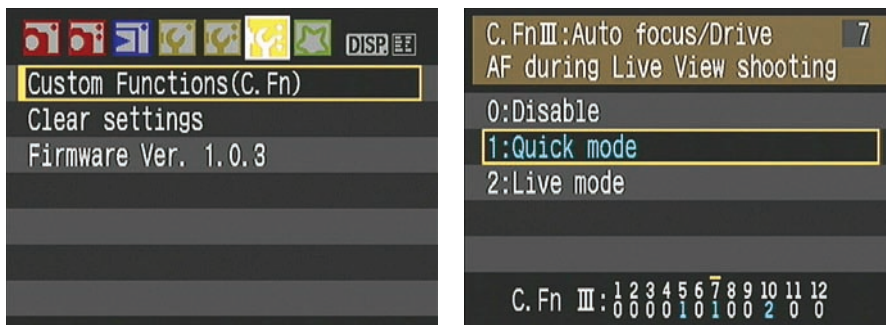 DISP.
Custom Functions(C.Fn)
Clear settings
Firmware Ver. 1.0.3
C.FnⅢ:Auto focus/Drive 7
AF during Live View shooting
0:Disable
1:Quick mode
2:Live mode
C.Fn Ⅲ:1 2 3 4 5 6 7 8 9 10 11 12
0 0 0 0 1 0 1 0 0 2 0 0